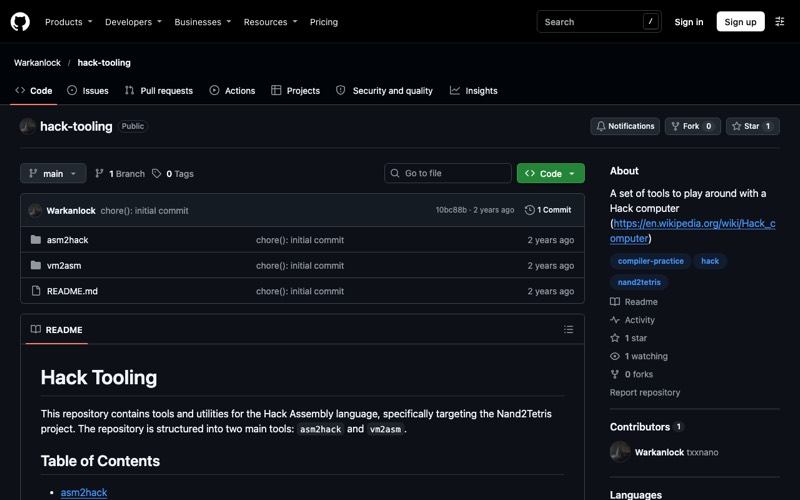 Products Developers Businesses Resources Pricing Search / Sign in Sign up
Warkanlock / hack-tooling
Code Issues Pull requests Actions Projects Security and quality Insights
hack-tooling Public Notifications Fork 0 Star 1
main 1 Branch 0 Tags Go to file Code
Warkanlock chore(): initial commit 10bc88b · 2 years ago 1 Commit
asm2hack chore(): initial commit 2 years ago
vm2asm chore(): initial commit 2 years ago
README.md chore(): initial commit 2 years ago
README
Hack Tooling
This repository contains tools and utilities for the Hack Assembly language, specifically targeting the Nand2Tetris
project. The repository is structured into two main tools: asm2hack and vm2asm.
Table of Contents
• asm2hack
About
A set of tools to play around with a
Hack computer
(https://en.wikipedia.org/wiki/Hack_c
omputer)
compiler-practice hack
nand2tetris
Readme
Activity
1 star
1 watching
0 forks
Report repository
Contributors 1
Warkanlock txxnano
Languages